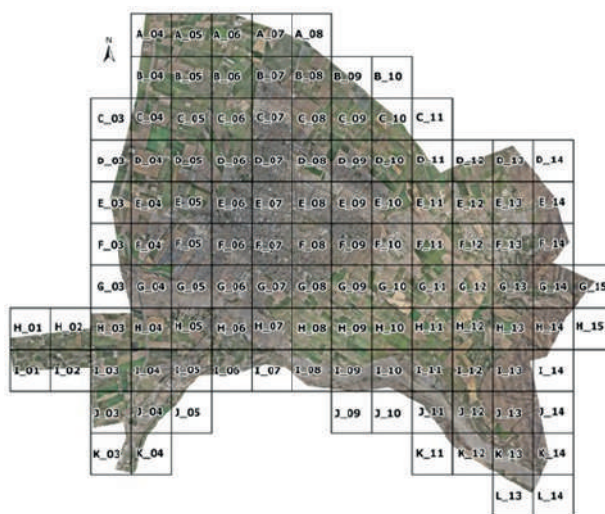 N
A_04 A_05 A_06 A_07 A_08
B_04 B_05 B_06 B_07 B_08 B_09 B_10
C_03 C_04 C_05 C_06 C_07 C_08 C_09 C_10 C_11
D_03 D_04 D_05 D_06 D_07 D_08 D_09 D_10 D_11 D_12 D_13 D_14
E_03 E_04 E_05 E_06 E_07 E_08 E_09 E_10 E_11 E_12 E_13 E_14
F_03 F_04 F_05 F_06 F_07 F_08 F_09 F_10 F_11 F_12 F_13 F_14
G_03 G_04 G_05 G_06 G_07 G_08 G_09 G_10 G_11 G_12 G_13 G_14 G_15
H_01 H_02 H_03 H_04 H_05 H_06 H_07 H_08 H_09 H_10 H_11 H_12 H_13 H_14 H_15
I_01 I_02 I_03 I_04 I_05 I_06 I_07 I_08 I_09 I_10 I_11 I_12 I_13 I_14
J_03 J_04 J_05 J_09 J_10 J_11 J_12 J_13 J_14
K_03 K_04 K_11 K_12 K_13 K_14
L_13 L_14